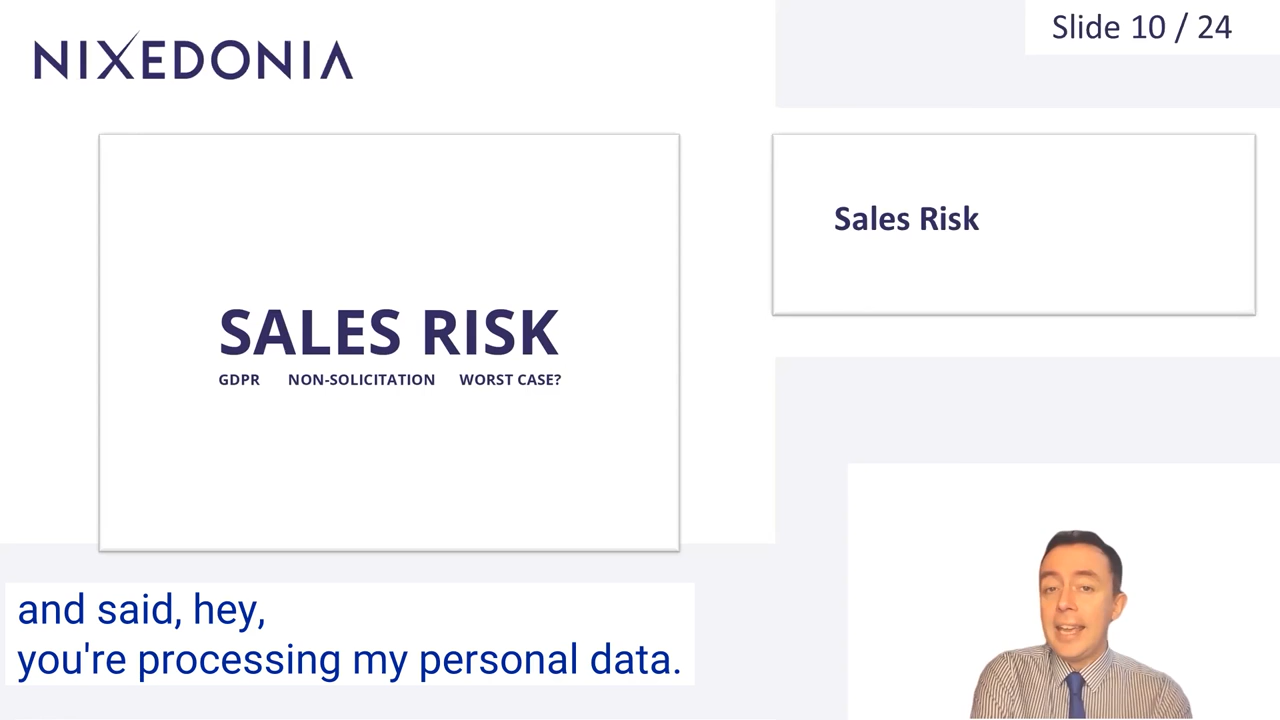 NIXEDONIA
Slide 10 / 24
SALES RISK
GDPR NON-SOLICITATION WORST CASE?
Sales Risk
and said, hey,
you're processing my personal data.